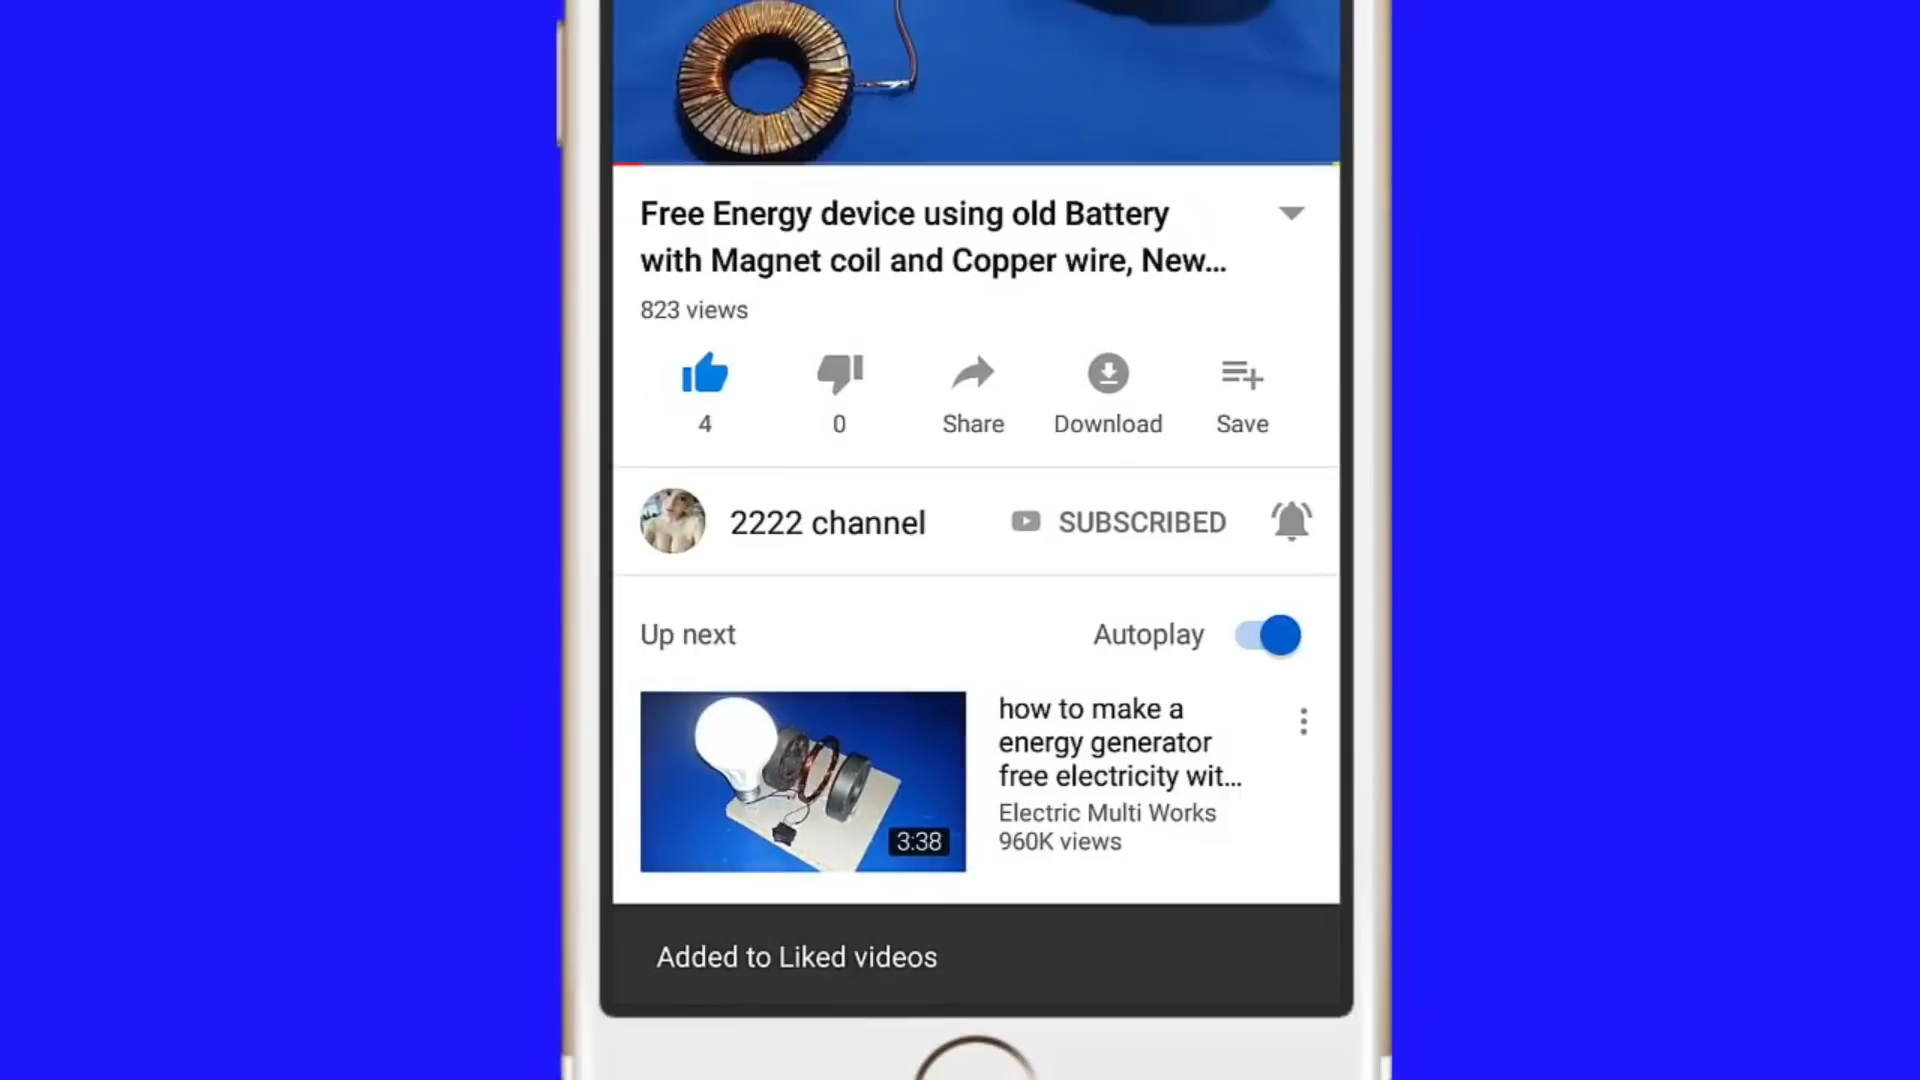 Free Energy device using old Battery
with Magnet coil and Copper wire, New...
823 views
4
0
Share
Download
Save
2222 channel
SUBSCRIBED
Up next
Autoplay
how to make a
energy generator
free electricity wit...
Electric Multi Works
960K views
3:38
Added to Liked videos